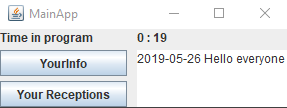 MainApp
Time in program 0 : 19
YourInfo 2019-05-26 Hello everyone
Your Receptions